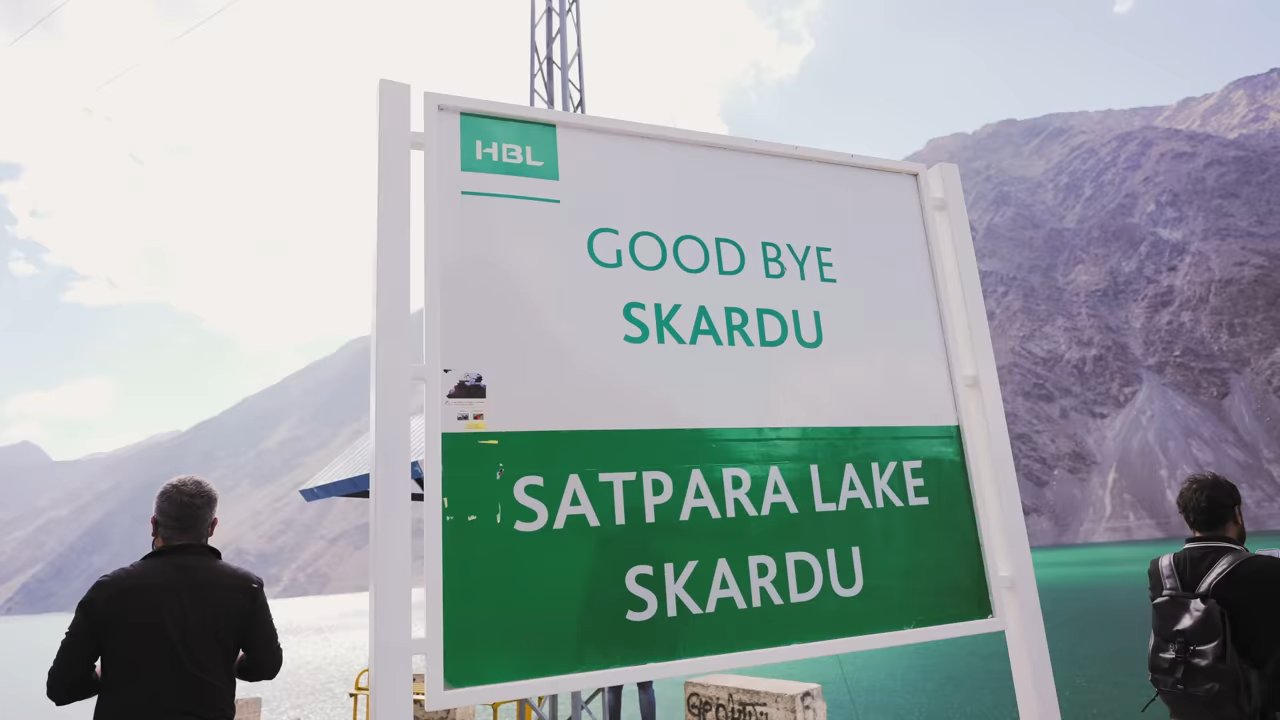 HBL
GOOD BYE
SKARDU
SATPARA LAKE
SKARDU